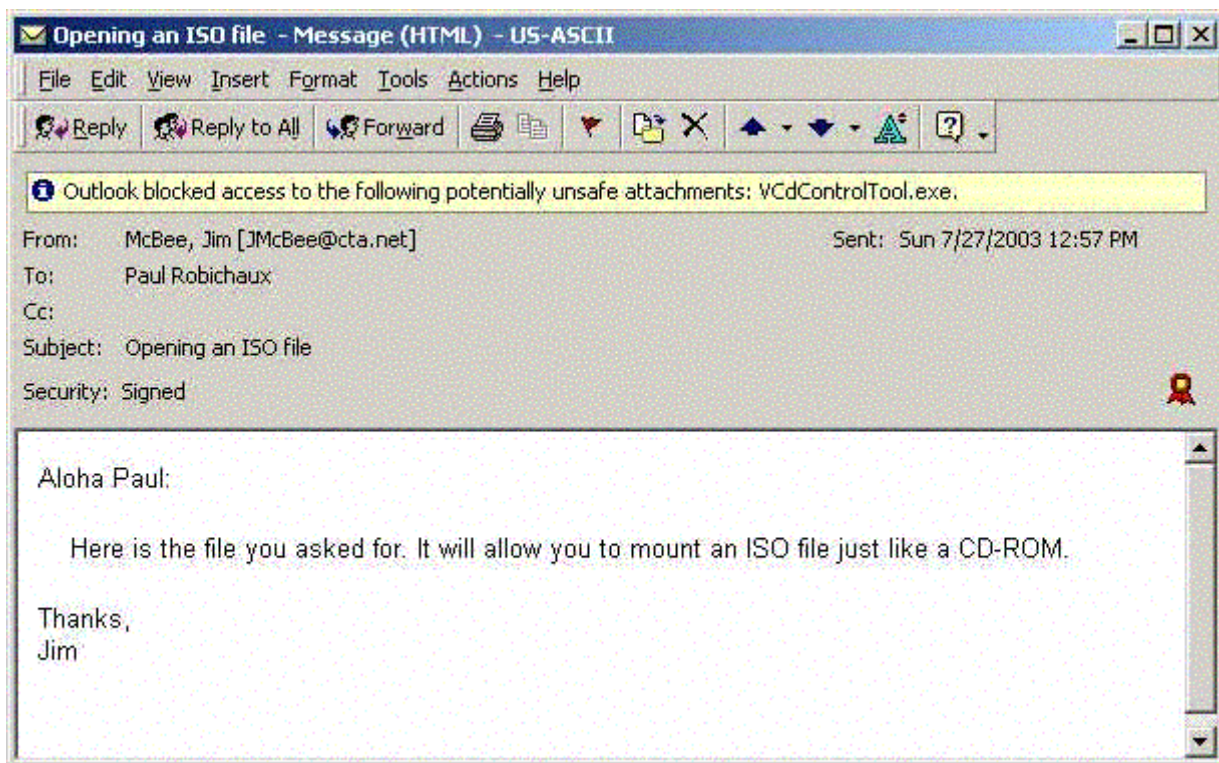 Opening an ISO file - Message (HTML) - US-ASCII
File Edit View Insert Format Tools Actions Help
Reply Reply to All Forward
Outlook blocked access to the following potentially unsafe attachments: VCdControlTool.exe.
From: McBee, Jim [JMcBee@cta.net] Sent: Sun 7/27/2003 12:57 PM
To: Paul Robichaux
Cc:
Subject: Opening an ISO file
Security: Signed
Aloha Paul:
Here is the file you asked for. It will allow you to mount an ISO file just like a CD-ROM.
Thanks,
Jim